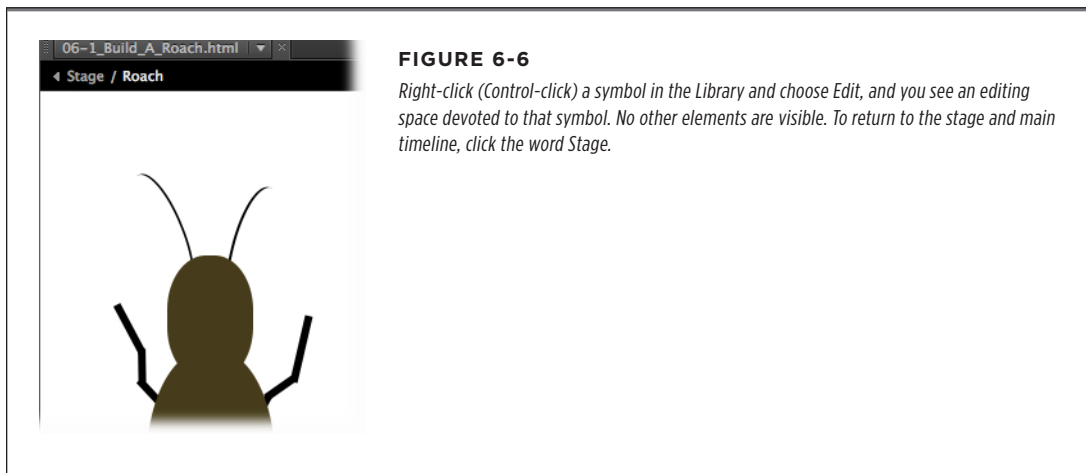 06-1_Build_A_Roach.html
Stage / Roach
FIGURE 6-6
Right-click (Control-click) a symbol in the Library and choose Edit, and you see an editing
space devoted to that symbol. No other elements are visible. To return to the stage and main
timeline, click the word Stage.